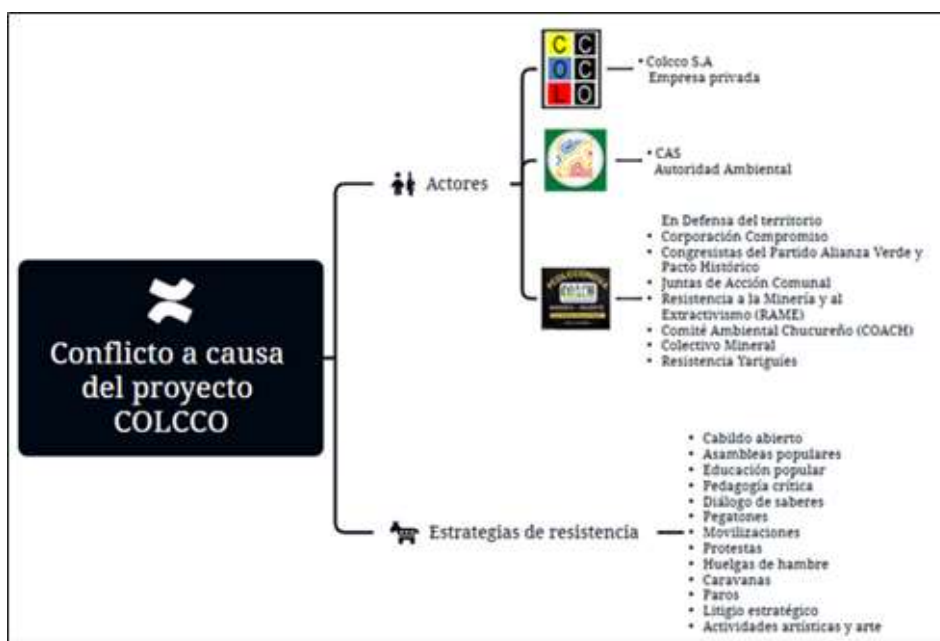 Conflicto a causa
del proyecto
COLCCO
Actores
C C
O C
L O
• Colcco S.A
Empresa privada
• CAS
Autoridad Ambiental
COACH
En Defensa del territorio
• Corporación Compromiso
• Congresistas del Partido Alianza Verde y
Pacto Histórico
• Juntas de Acción Comunal
• Resistencia a la Minería y al
Extractivismo (RAME)
• Comité Ambiental Chucureño (COACH)
• Colectivo Mineral
• Resistencia Yariguíes
Estrategias de resistencia
• Cabildo abierto
• Asambleas populares
• Educación popular
• Pedagogía crítica
• Diálogo de saberes
• Pegatones
• Movilizaciones
• Protestas
• Huelgas de hambre
• Caravanas
• Paros
• Litigio estratégico
• Actividades artísticas y arte